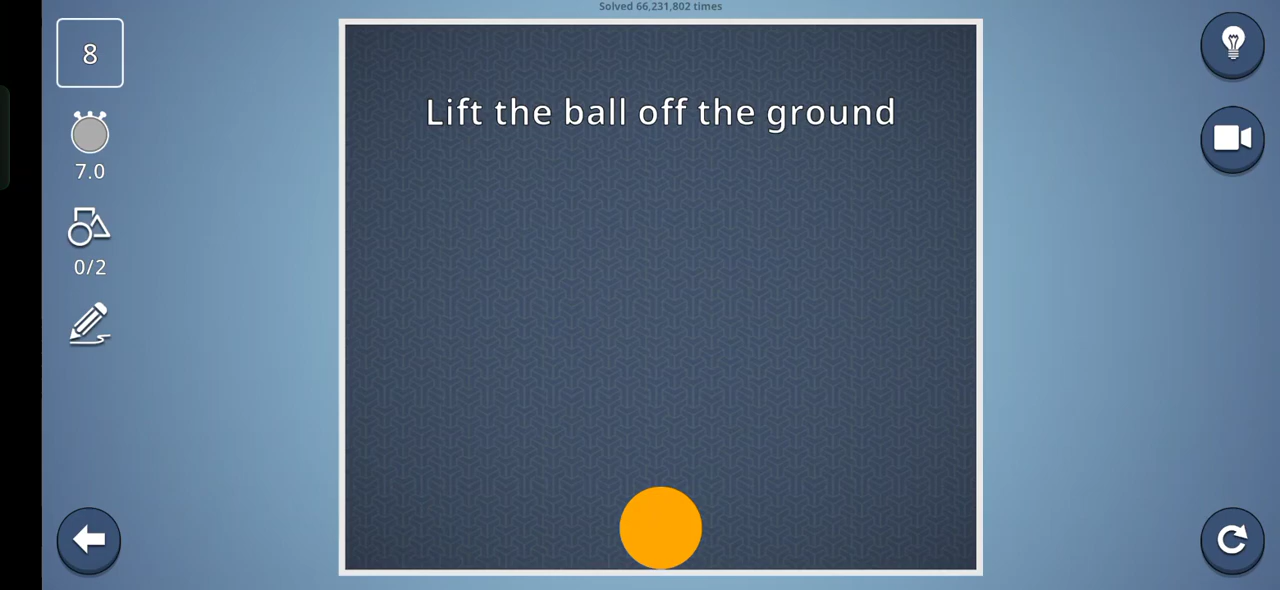 Solved 66,231,802 times
8
Lift the ball off the ground
7.0
0/2